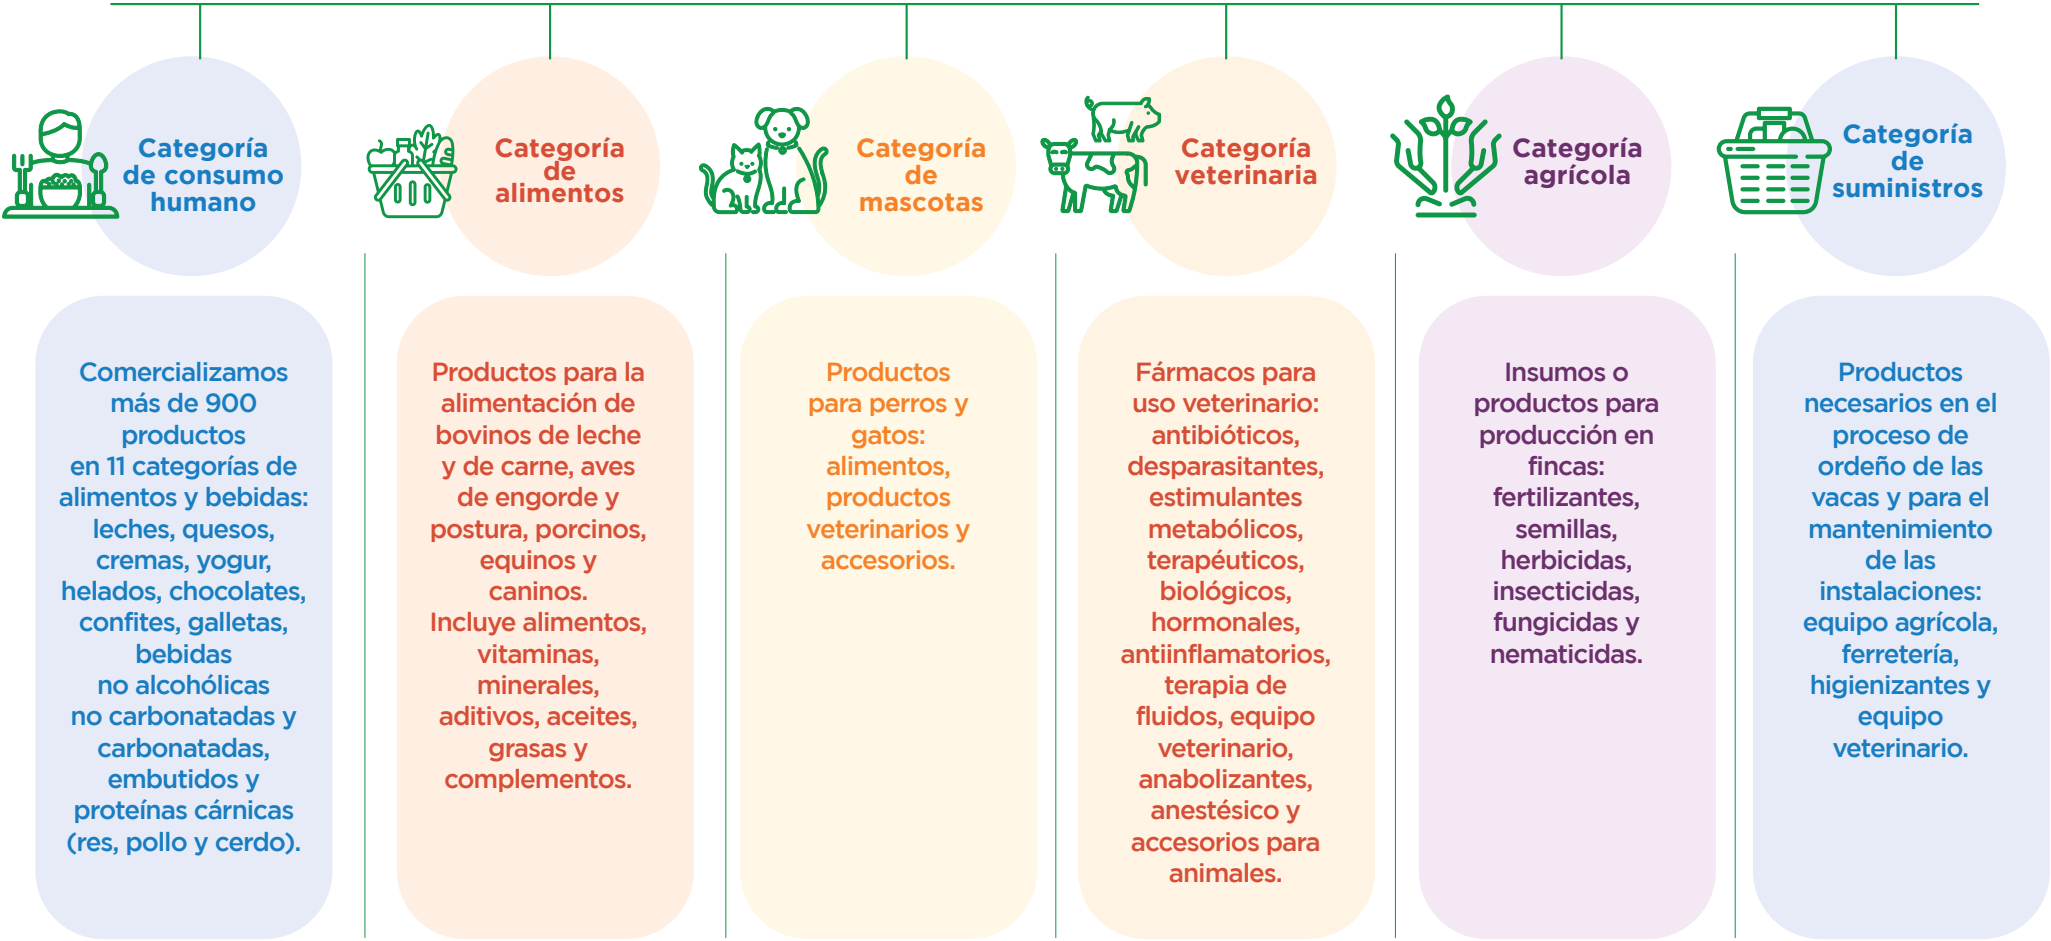 Categoría
de consumo
humano
Comercializamos
más de 900
productos
en 11 categorías de
alimentos y bebidas:
leches, quesos,
cremas, yogur,
helados, chocolates,
confites, galletas,
bebidas
no alcohólicas
no carbonatadas y
carbonatadas,
embutidos y
proteínas cárnicas
(res, pollo y cerdo).
Categoría
de
alimentos
Productos para la
alimentación de
bovinos de leche
y de carne, aves
de engorde y
postura, porcinos,
equinos y
caninos.
Incluye alimentos,
vitaminas,
minerales,
aditivos, aceites,
grasas y
complementos.
Categoría
de
mascotas
Productos
para perros y
gatos:
alimentos,
productos
veterinarios y
accesorios.
Categoría
veterinaria
Fármacos para
uso veterinario:
antibióticos,
desparasitantes,
estimulantes
metabólicos,
terapéuticos,
biológicos,
hormonales,
antiinflamatorios,
terapia de
fluidos, equipo
veterinario,
anabolizantes,
anestésico y
accesorios para
animales.
Categoría
agrícola
Insumos o
productos para
producción en
fincas:
fertilizantes,
semillas,
herbicidas,
insecticidas,
fungicidas y
nematicidas.
Categoría
de
suministros
Productos
necesarios en el
proceso de
ordeño de las
vacas y para el
mantenimiento
de las
instalaciones:
equipo agrícola,
ferretería,
higienizantes y
equipo
veterinario.